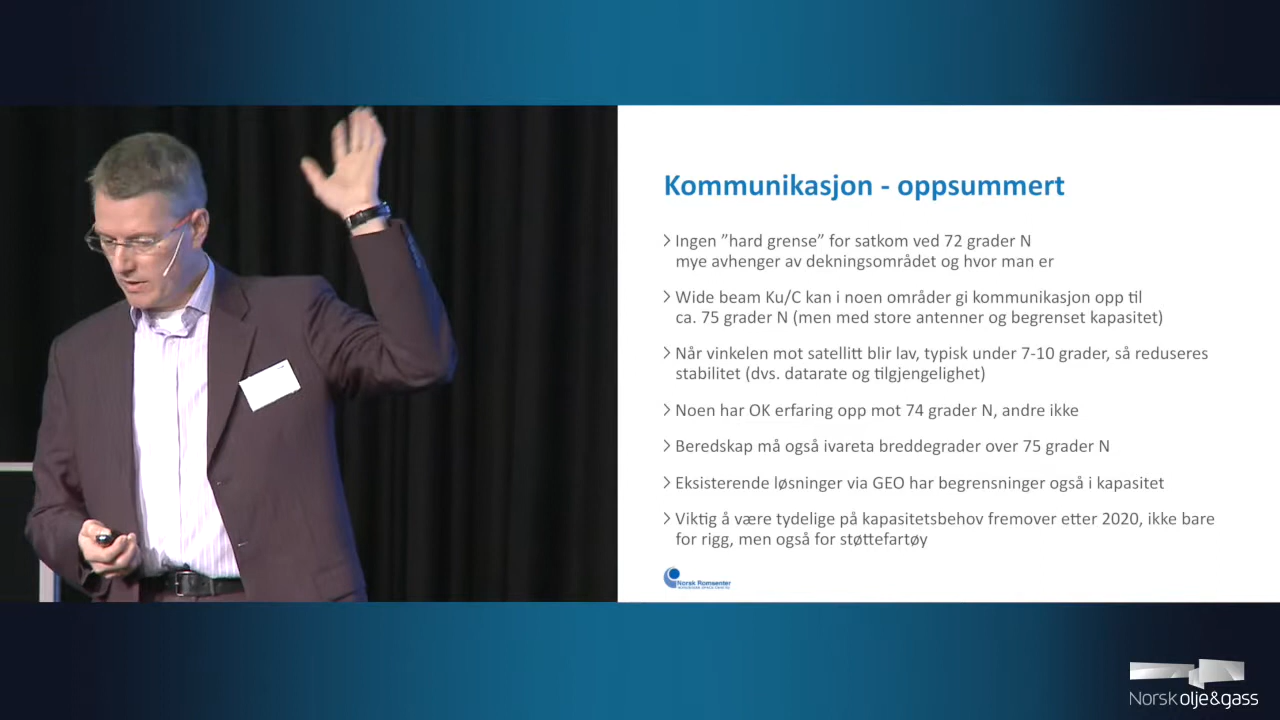 Kommunikasjon - oppsummert
Ingen ”hard grense” for satkom ved 72 grader N
mye avhenger av dekningsområdet og hvor man er
Wide beam Ku/C kan i noen områder gi kommunikasjon opp til
ca. 75 grader N (men med store antenner og begrenset kapasitet)
Når vinkelen mot satellitt blir lav, typisk under 7-10 grader, så reduseres
stabilitet (dvs. datarate og tilgjengelighet)
Noen har OK erfaring opp mot 74 grader N, andre ikke
Beredskap må også ivareta breddegrader over 75 grader N
Eksisterende løsninger via GEO har begrensninger også i kapasitet
Viktig å være tydelige på kapasitetsbehov fremover etter 2020, ikke bare
for rigg, men også for støttefartøy
Norsk Romsenter
Norsk olje&gass